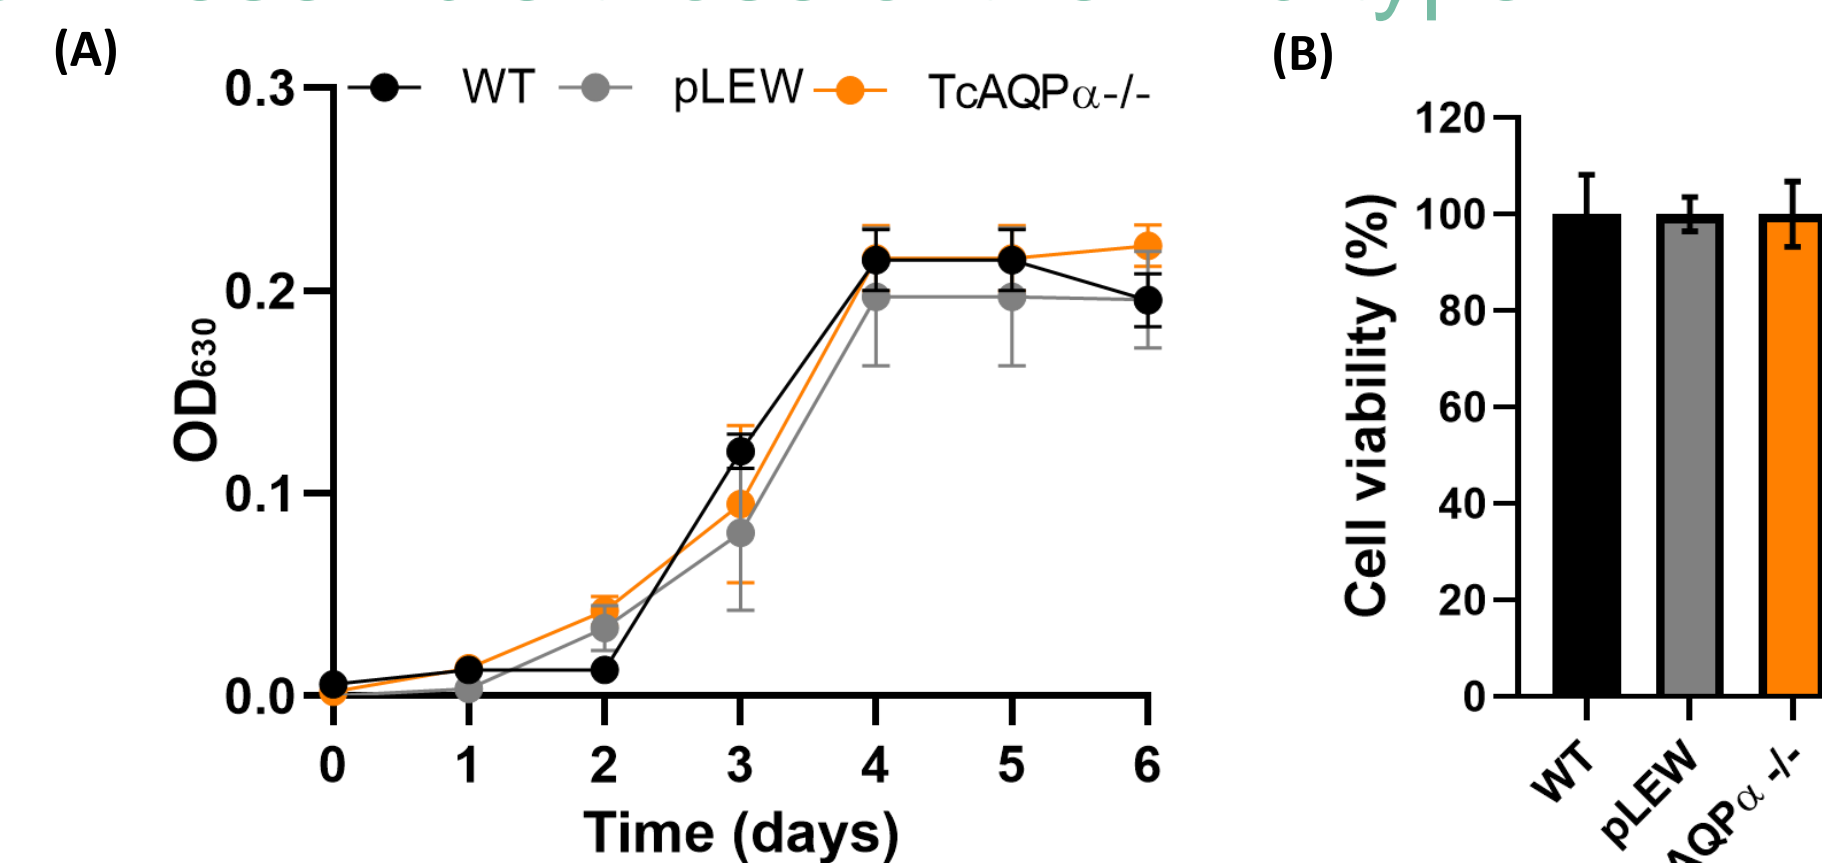 (A)
(B)
WT pLEW TcAQPα-/-
0.3
0.2
0.1
0.0
OD630
0 1 2 3 4 5 6
Time (days)
120
100
80
60
40
20
0
Cell viability (%)
WT
pLEW
AQPα -/-